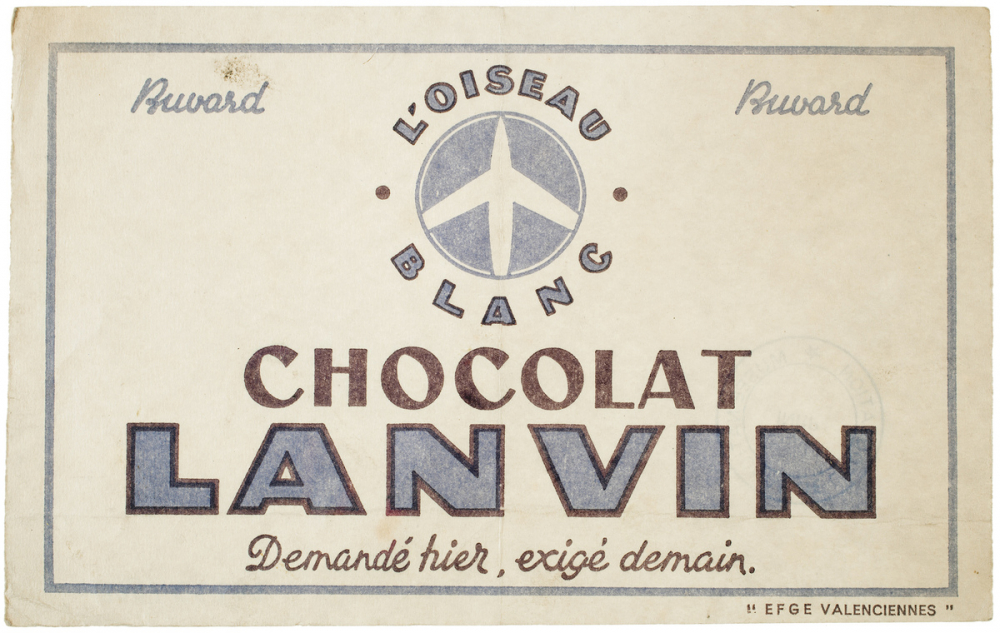 Buvard
Buvard
L'OISEAU
BLANC
CHOCOLAT
LANVIN
Demandé hier, exigé demain.
" EFGE VALENCIENNES "